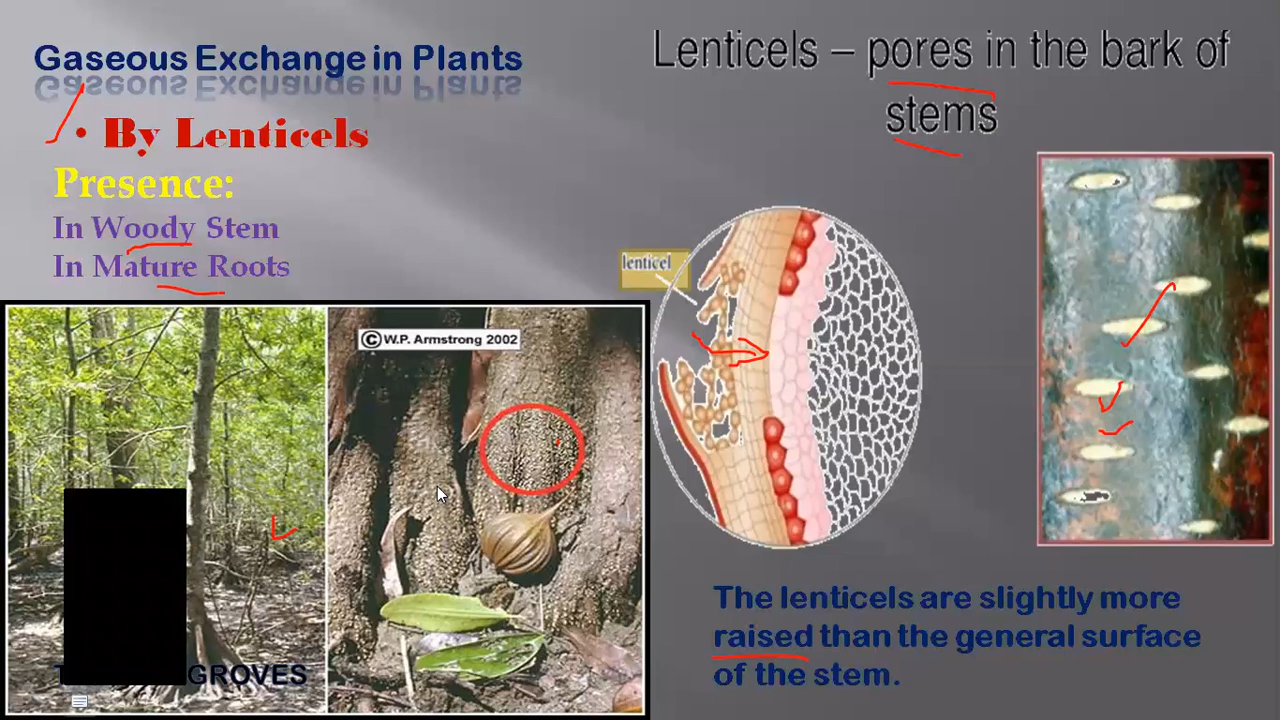 Gaseous Exchange in Plants
• By Lenticels
Presence:
In Woody Stem
In Mature Roots
Lenticels – pores in the bark of
stems
lenticel
©W.P. Armstrong 2002
GROVES
The lenticels are slightly more
raised than the general surface
of the stem.